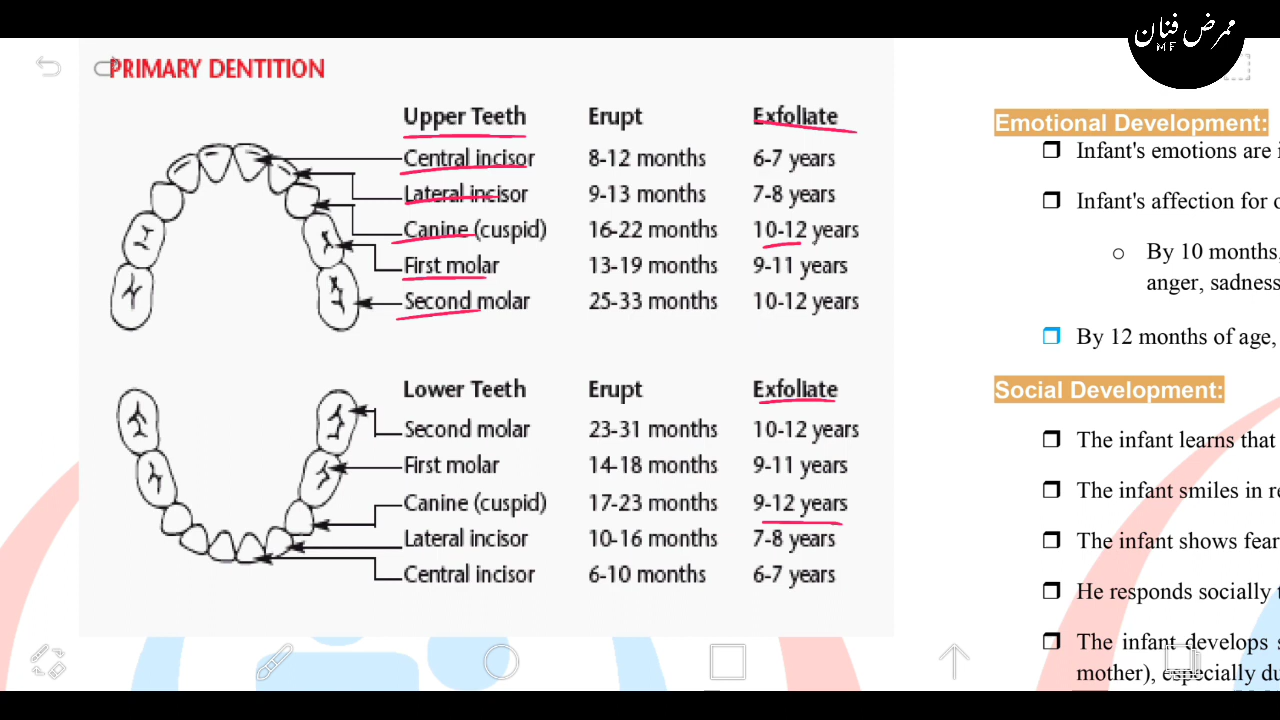 ممرض فنان
MF
PRIMARY DENTITION
Upper Teeth Erupt Exfoliate
Central incisor 8-12 months 6-7 years
Lateral incisor 9-13 months 7-8 years
Canine (cuspid) 16-22 months 10-12 years
First molar 13-19 months 9-11 years
Second molar 25-33 months 10-12 years
Lower Teeth Erupt Exfoliate
Second molar 23-31 months 10-12 years
First molar 14-18 months 9-11 years
Canine (cuspid) 17-23 months 9-12 years
Lateral incisor 10-16 months 7-8 years
Central incisor 6-10 months 6-7 years
Emotional Development:
Infant's emotions are
Infant's affection for
By 10 months,
anger, sadness
By 12 months of age,
Social Development:
The infant learns that
The infant smiles in
The infant shows fear
He responds socially
The infant develops
mother), especially